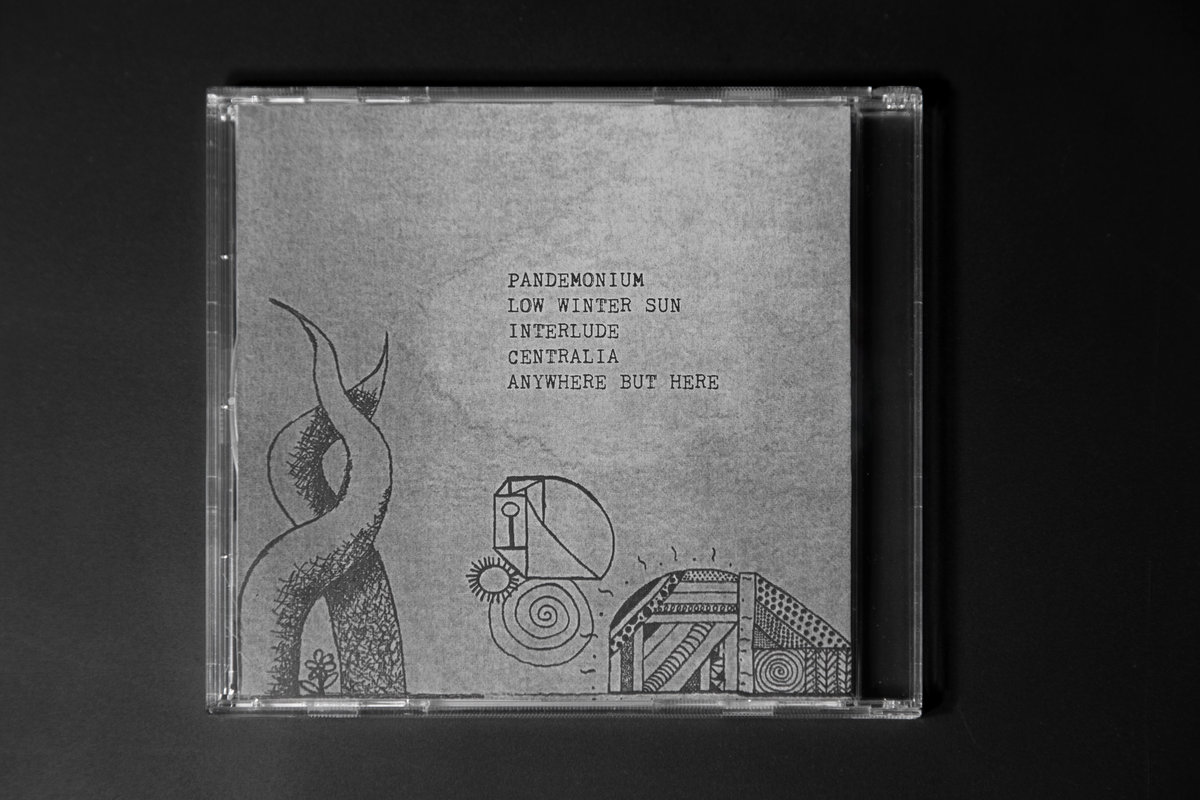 PANDEMONIUM
LOW WINTER SUN
INTERLUDE
CENTRALIA
ANYWHERE BUT HERE